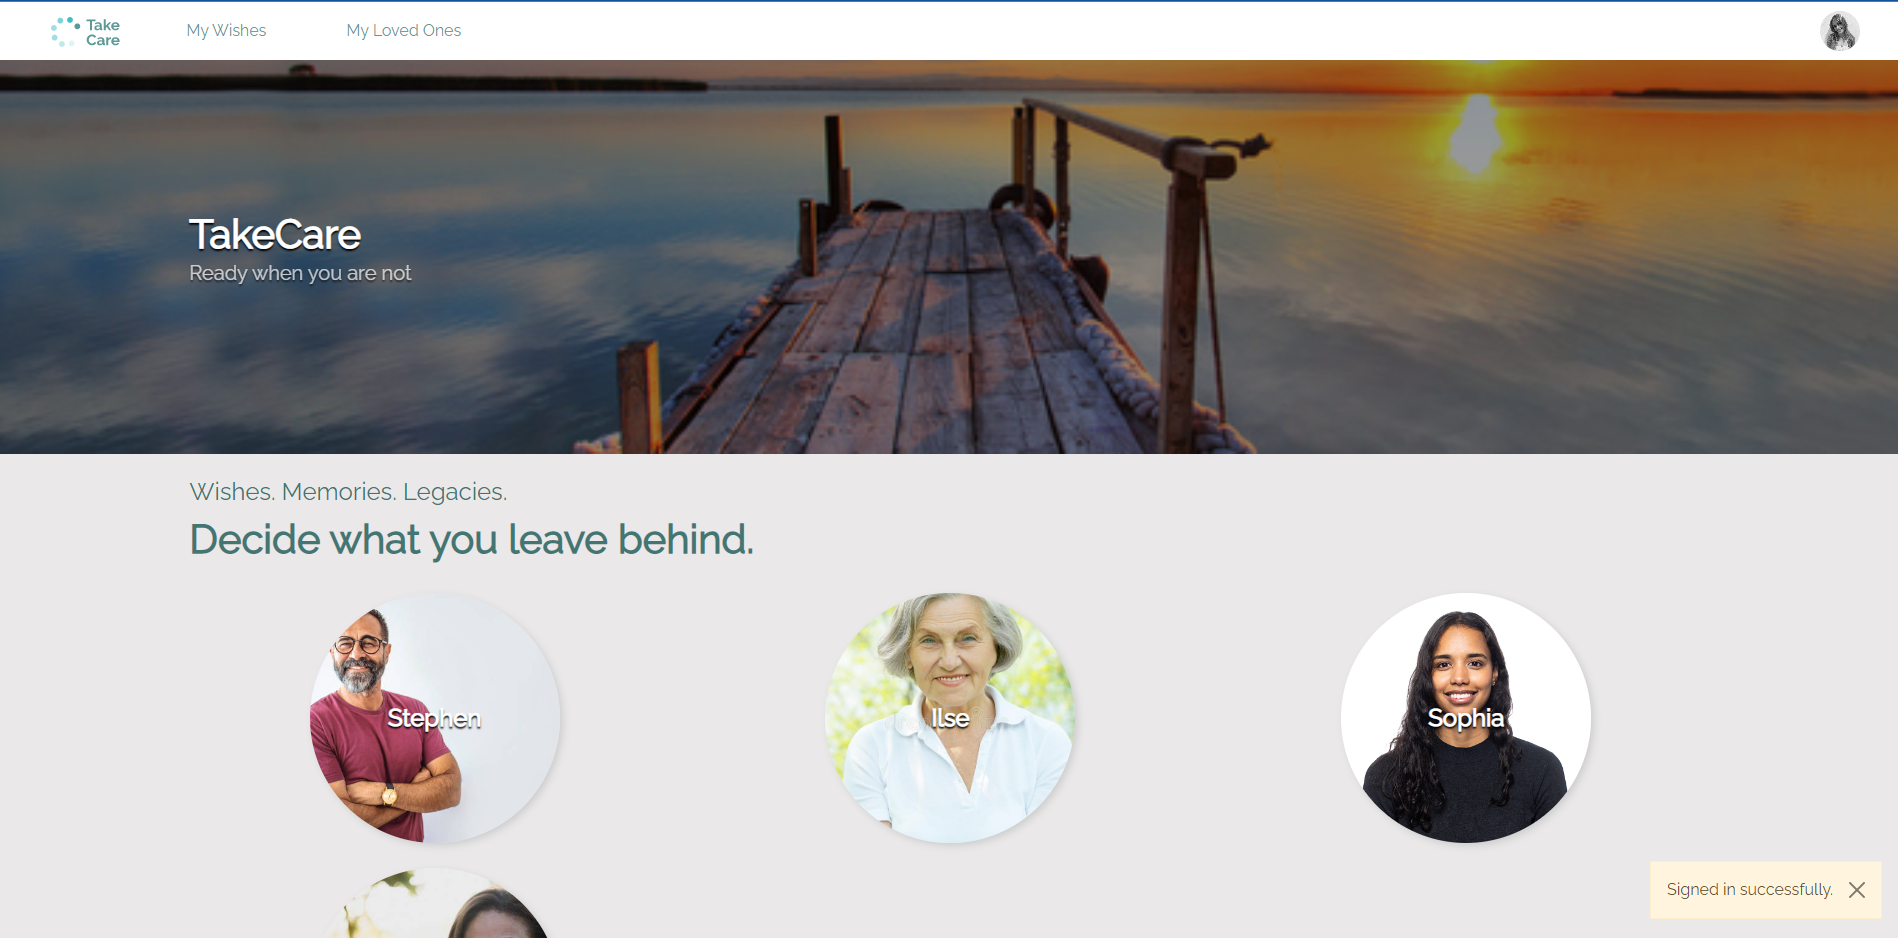 Take
Care
My Wishes
My Loved Ones
TakeCare
Ready when you are not
Wishes. Memories. Legacies.
Decide what you leave behind.
Stephen
Ilse
Sophia
Signed in successfully.